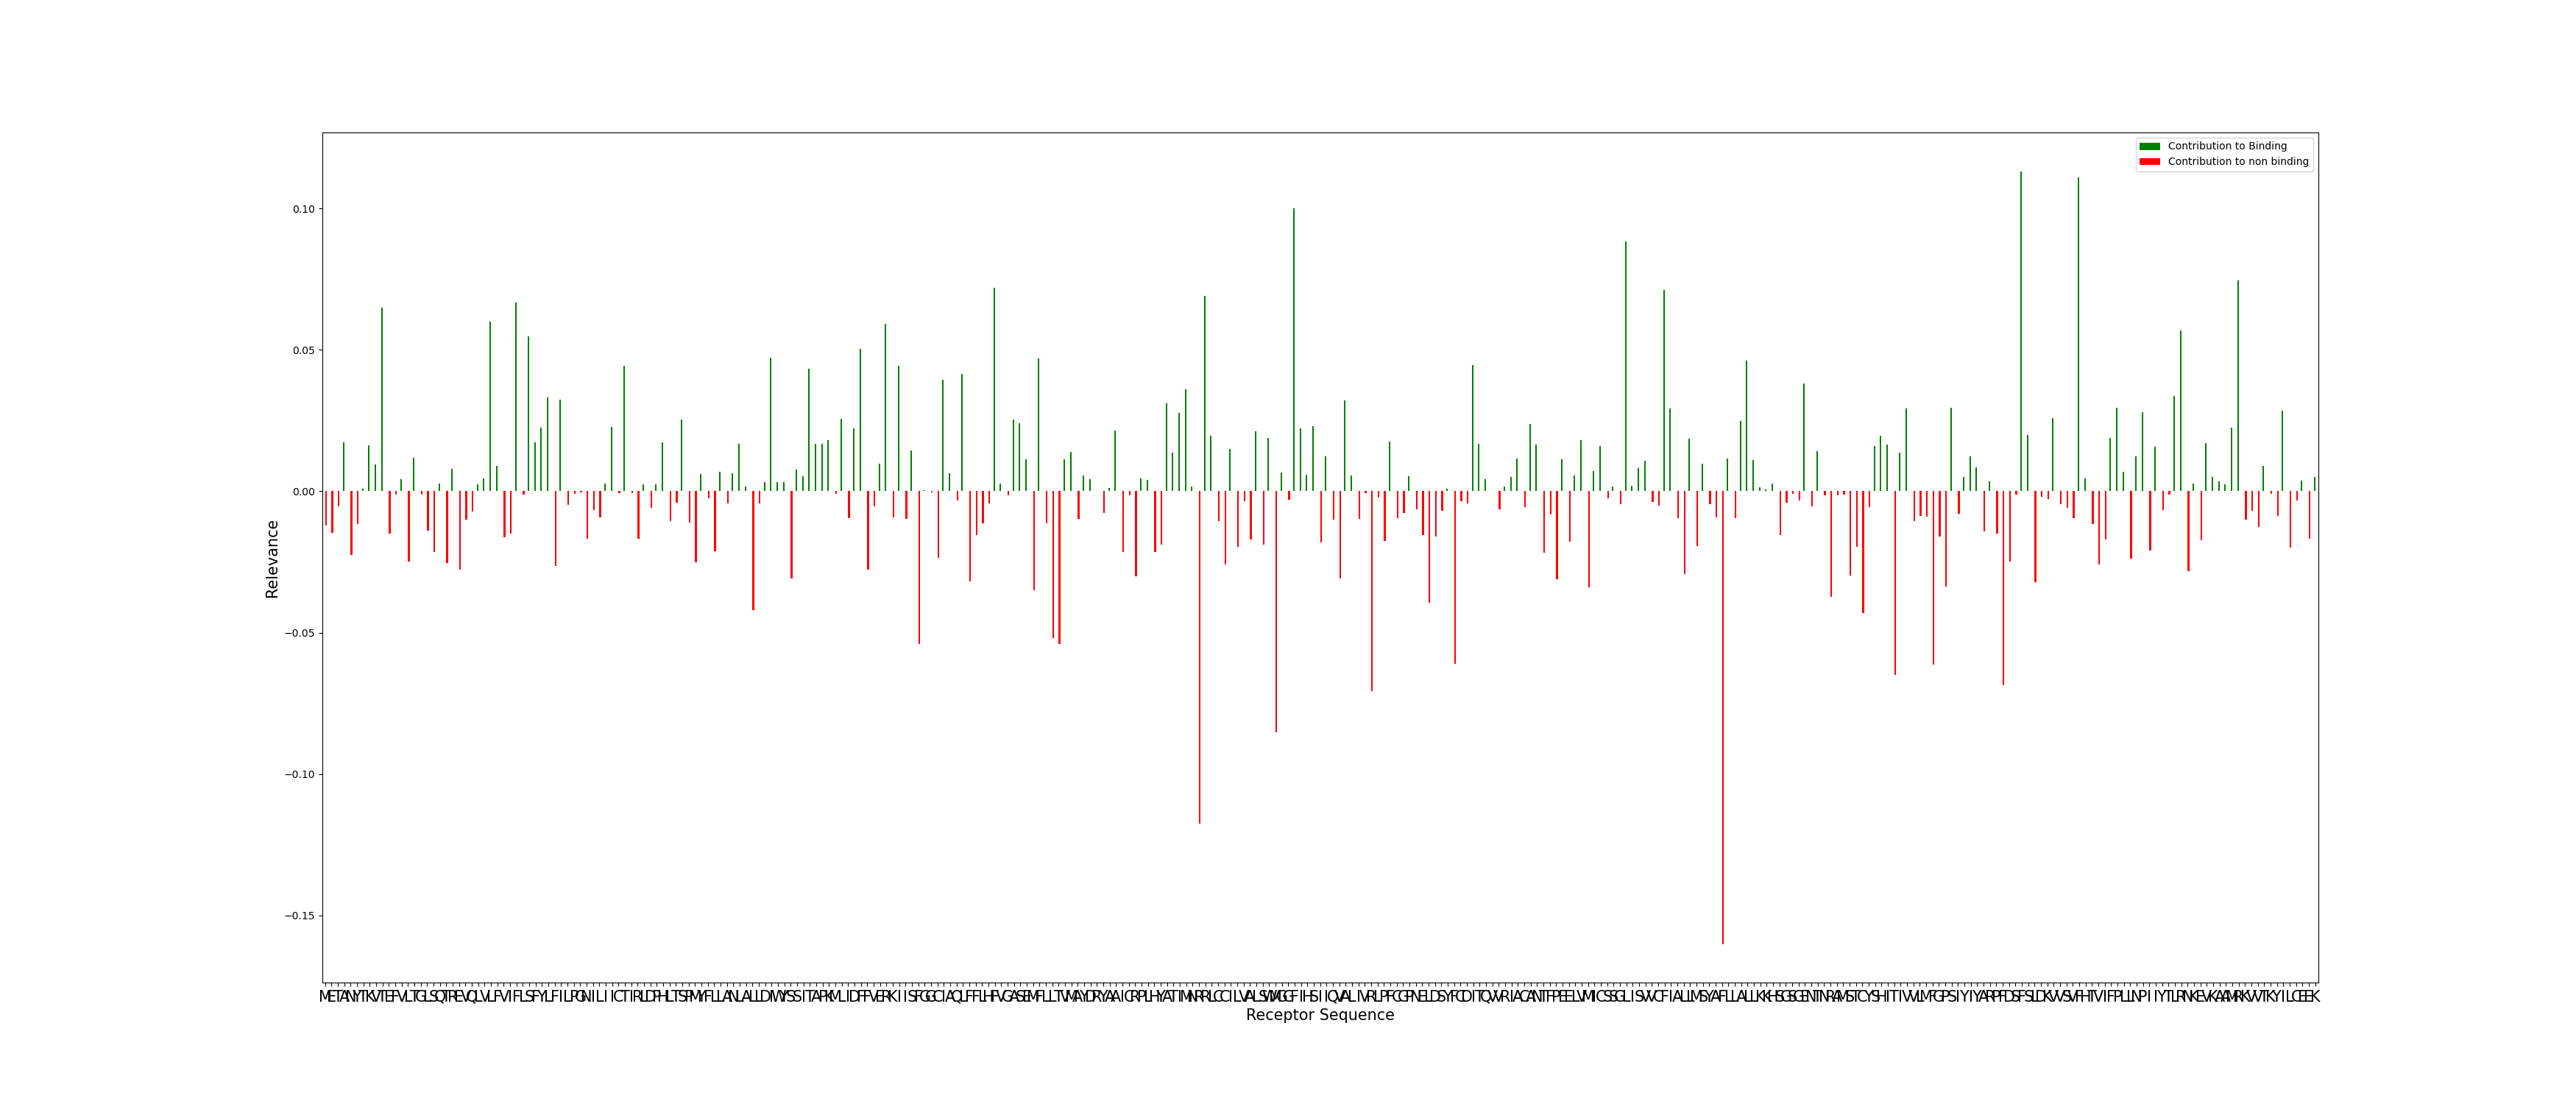 Contribution to Binding
Contribution to non binding
0.10
0.05
0.00
−0.05
−0.10
−0.15
Relevance
METANYTKVTEFVLTGLSQTREVQLVLFVIFLSFYLFILPGNILIICTIRLDPHLTSPMYFLLANLALLDIWYSSITAPKMLIDFFVERKIISFGGCIAQLFFLHFVGASEMFLLTVMAYDRYAAICRPLHYATIMNRRLCCILVALSWMGGFIHSIIQVALIVRLPFCGPNELDSYFCDITQVVRIACANTFPEELVMICSSGLISVVCFIALLMSYAFLLALLKKHSGSGENTNRAMSTCYSHITIVVLMFGPSIYIYARPFDSFSLDKVVSVFHTVIFPLLNPIIYTLRNKEVKAAMRKVVTKYILCEEK
Receptor Sequence